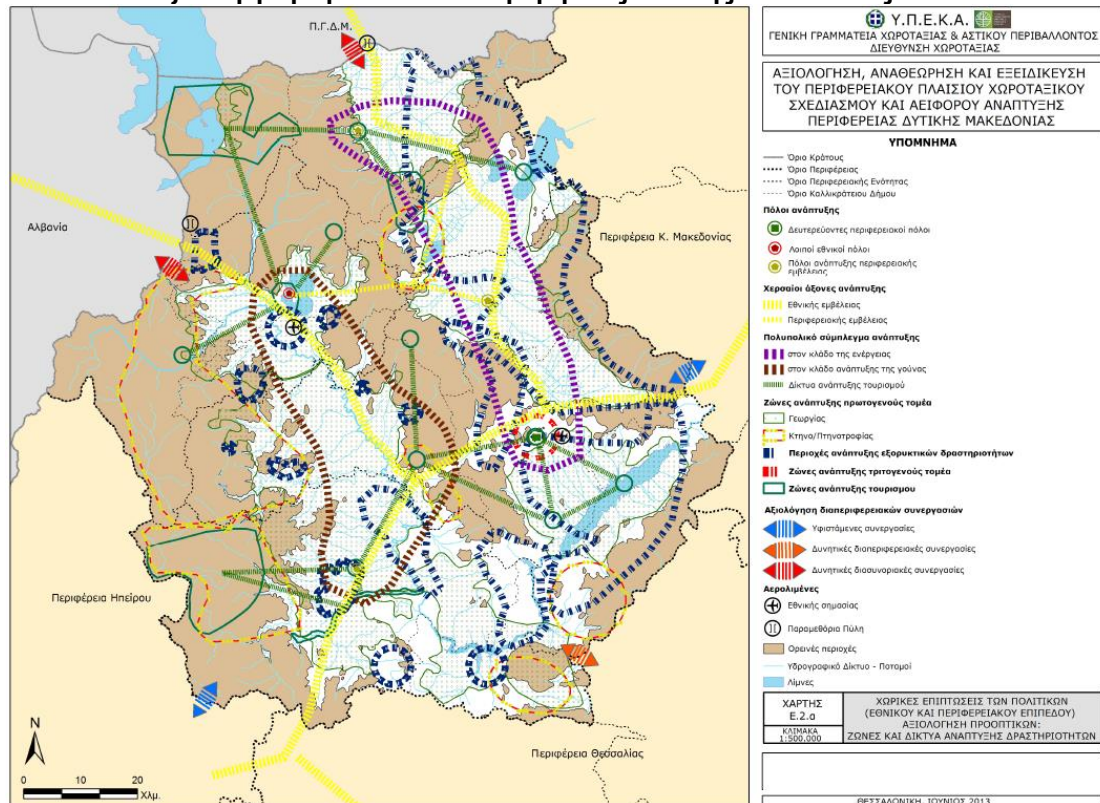 Π.Γ.Δ.Μ.
Αλβανία
Περιφέρεια Κ. Μακεδονίας
Περιφέρεια Ηπείρου
Περιφέρεια Θεσσαλίας
N
0 10 20
Χλμ.
Υ.Π.Ε.Κ.Α.
ΓΕΝΙΚΗ ΓΡΑΜΜΑΤΕΙΑ ΧΩΡΟΤΑΞΙΑΣ & ΑΣΤΙΚΟΥ ΠΕΡΙΒΑΛΛΟΝΤΟΣ
ΔΙΕΥΘΥΝΣΗ ΧΩΡΟΤΑΞΙΑΣ
ΑΞΙΟΛΟΓΗΣΗ, ΑΝΑΘΕΩΡΗΣΗ ΚΑΙ ΕΞΕΙΔΙΚΕΥΣΗ
ΤΟΥ ΠΕΡΙΦΕΡΕΙΑΚΟΥ ΠΛΑΙΣΙΟΥ ΧΩΡΟΤΑΞΙΚΟΥ
ΣΧΕΔΙΑΣΜΟΥ ΚΑΙ ΑΕΙΦΟΡΟΥ ΑΝΑΠΤΥΞΗΣ
ΠΕΡΙΦΕΡΕΙΑΣ ΔΥΤΙΚΗΣ ΜΑΚΕΔΟΝΙΑΣ
ΥΠΟΜΝΗΜΑ
Όριο Κράτους
Όριο Περιφέρειας
Όριο Περιφερειακής Ενότητας
Όριο Καλλικράτειου Δήμου
Πόλοι ανάπτυξης
Δευτερεύοντες περιφερειακοί πόλοι
Λοιποί εθνικοί πόλοι
Πόλοι ανάπτυξης περιφερειακής
εμβέλειας
Χερσαίοι άξονες ανάπτυξης
Εθνικής εμβέλειας
Περιφερειακής εμβέλειας
Πολυπολικό σύμπλεγμα ανάπτυξης
στον κλάδο της ενέργειας
στον κλάδο ανάπτυξης της γούνας
Δίκτυα ανάπτυξης τουρισμού
Ζώνες ανάπτυξης πρωτογενούς τομέα
Γεωργίας
Κτηνο/Πτηνοτροφίας
Περιοχές ανάπτυξης εξορυκτικών δραστηριοτήτων
Ζώνες ανάπτυξης τριτογενούς τομέα
Ζώνες ανάπτυξης τουρισμου
Αξιολόγηση διαπεριφερειακών συνεργασιών
Υφιστάμενες συνεργασίες
Δυνητικές διαπεριφερειακές συνεργασίες
Δυνητικές διασυνοριακές συνεργασίες
Αερολιμένες
Εθνικής σημασίας
Παραμεθόρια Πύλη
Ορεινές περιοχές
Υδρογραφικό Δίκτυο - Ποταμοί
Λίμνες
ΧΑΡΤΗΣ
Ε.2.α
ΚΛΙΜΑΚΑ
1:500.000
ΧΩΡΙΚΕΣ ΕΠΙΠΤΩΣΕΙΣ ΤΩΝ ΠΟΛΙΤΙΚΩΝ
(ΕΘΝΙΚΟΥ ΚΑΙ ΠΕΡΙΦΕΡΕΙΑΚΟΥ ΕΠΙΠΕΔΟΥ)
ΑΞΙΟΛΟΓΗΣΗ ΠΡΟΟΠΤΙΚΩΝ:
ΖΩΝΕΣ ΚΑΙ ΔΙΚΤΥΑ ΑΝΑΠΤΥΞΗΣ ΔΡΑΣΤΗΡΙΟΤΗΤΩΝ
ΘΕΣΣΑΛΟΝΙΚΗ, ΙΟΥΝΙΟΣ 2013